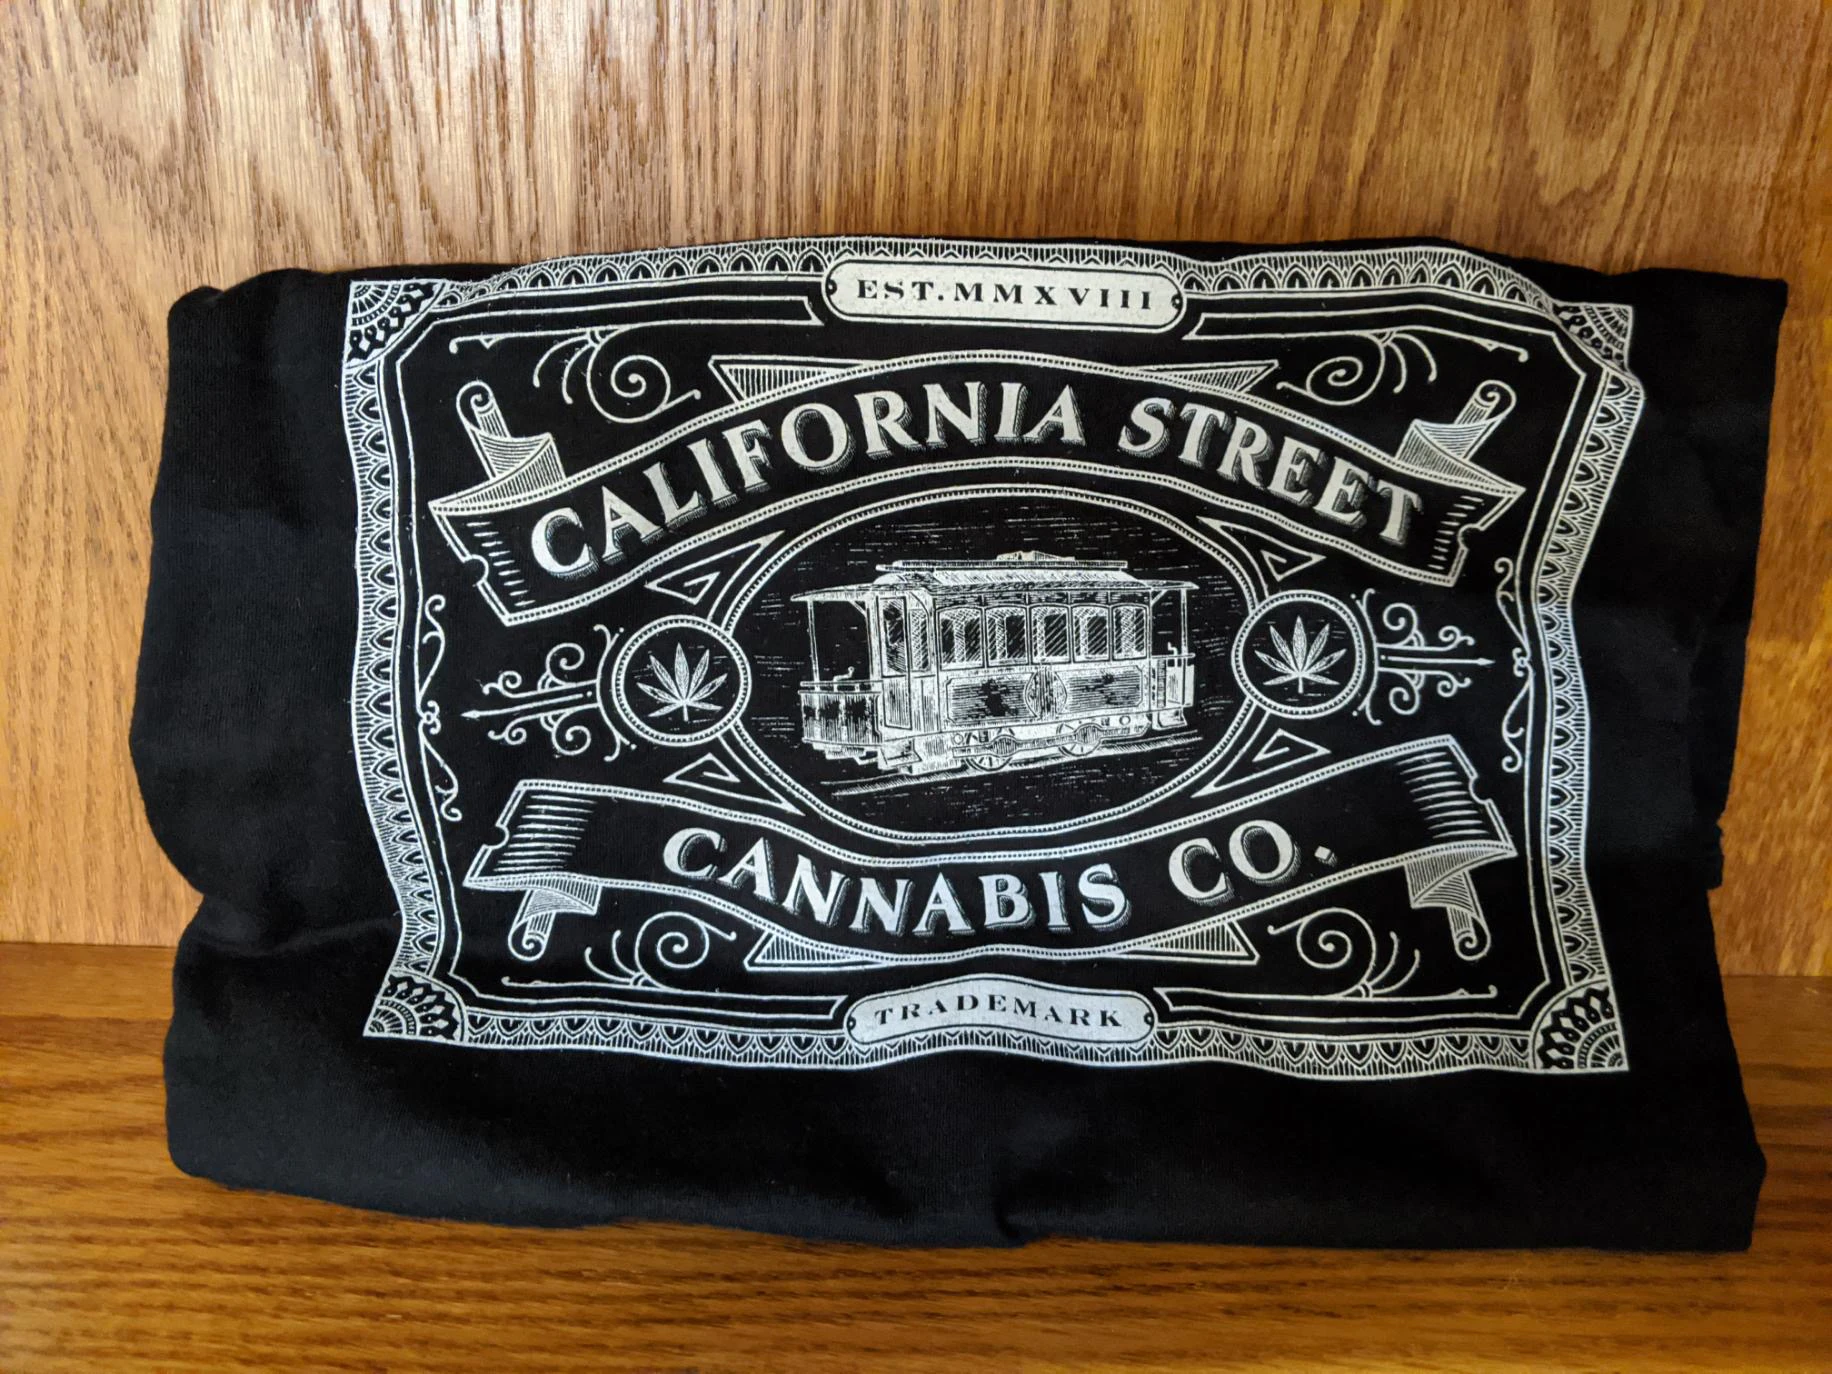 EST. MMXVIII
CALIFORNIA STREET
CANNABIS CO.
TRADEMARK